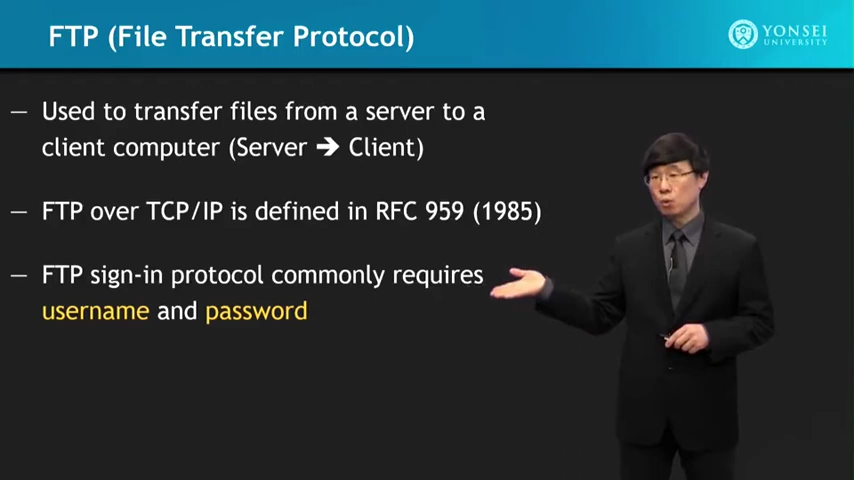 FTP (File Transfer Protocol)
YONSEI
UNIVERSITY
— Used to transfer files from a server to a
client computer (Server ➔ Client)
— FTP over TCP/IP is defined in RFC 959 (1985)
— FTP sign-in protocol commonly requires
username and password